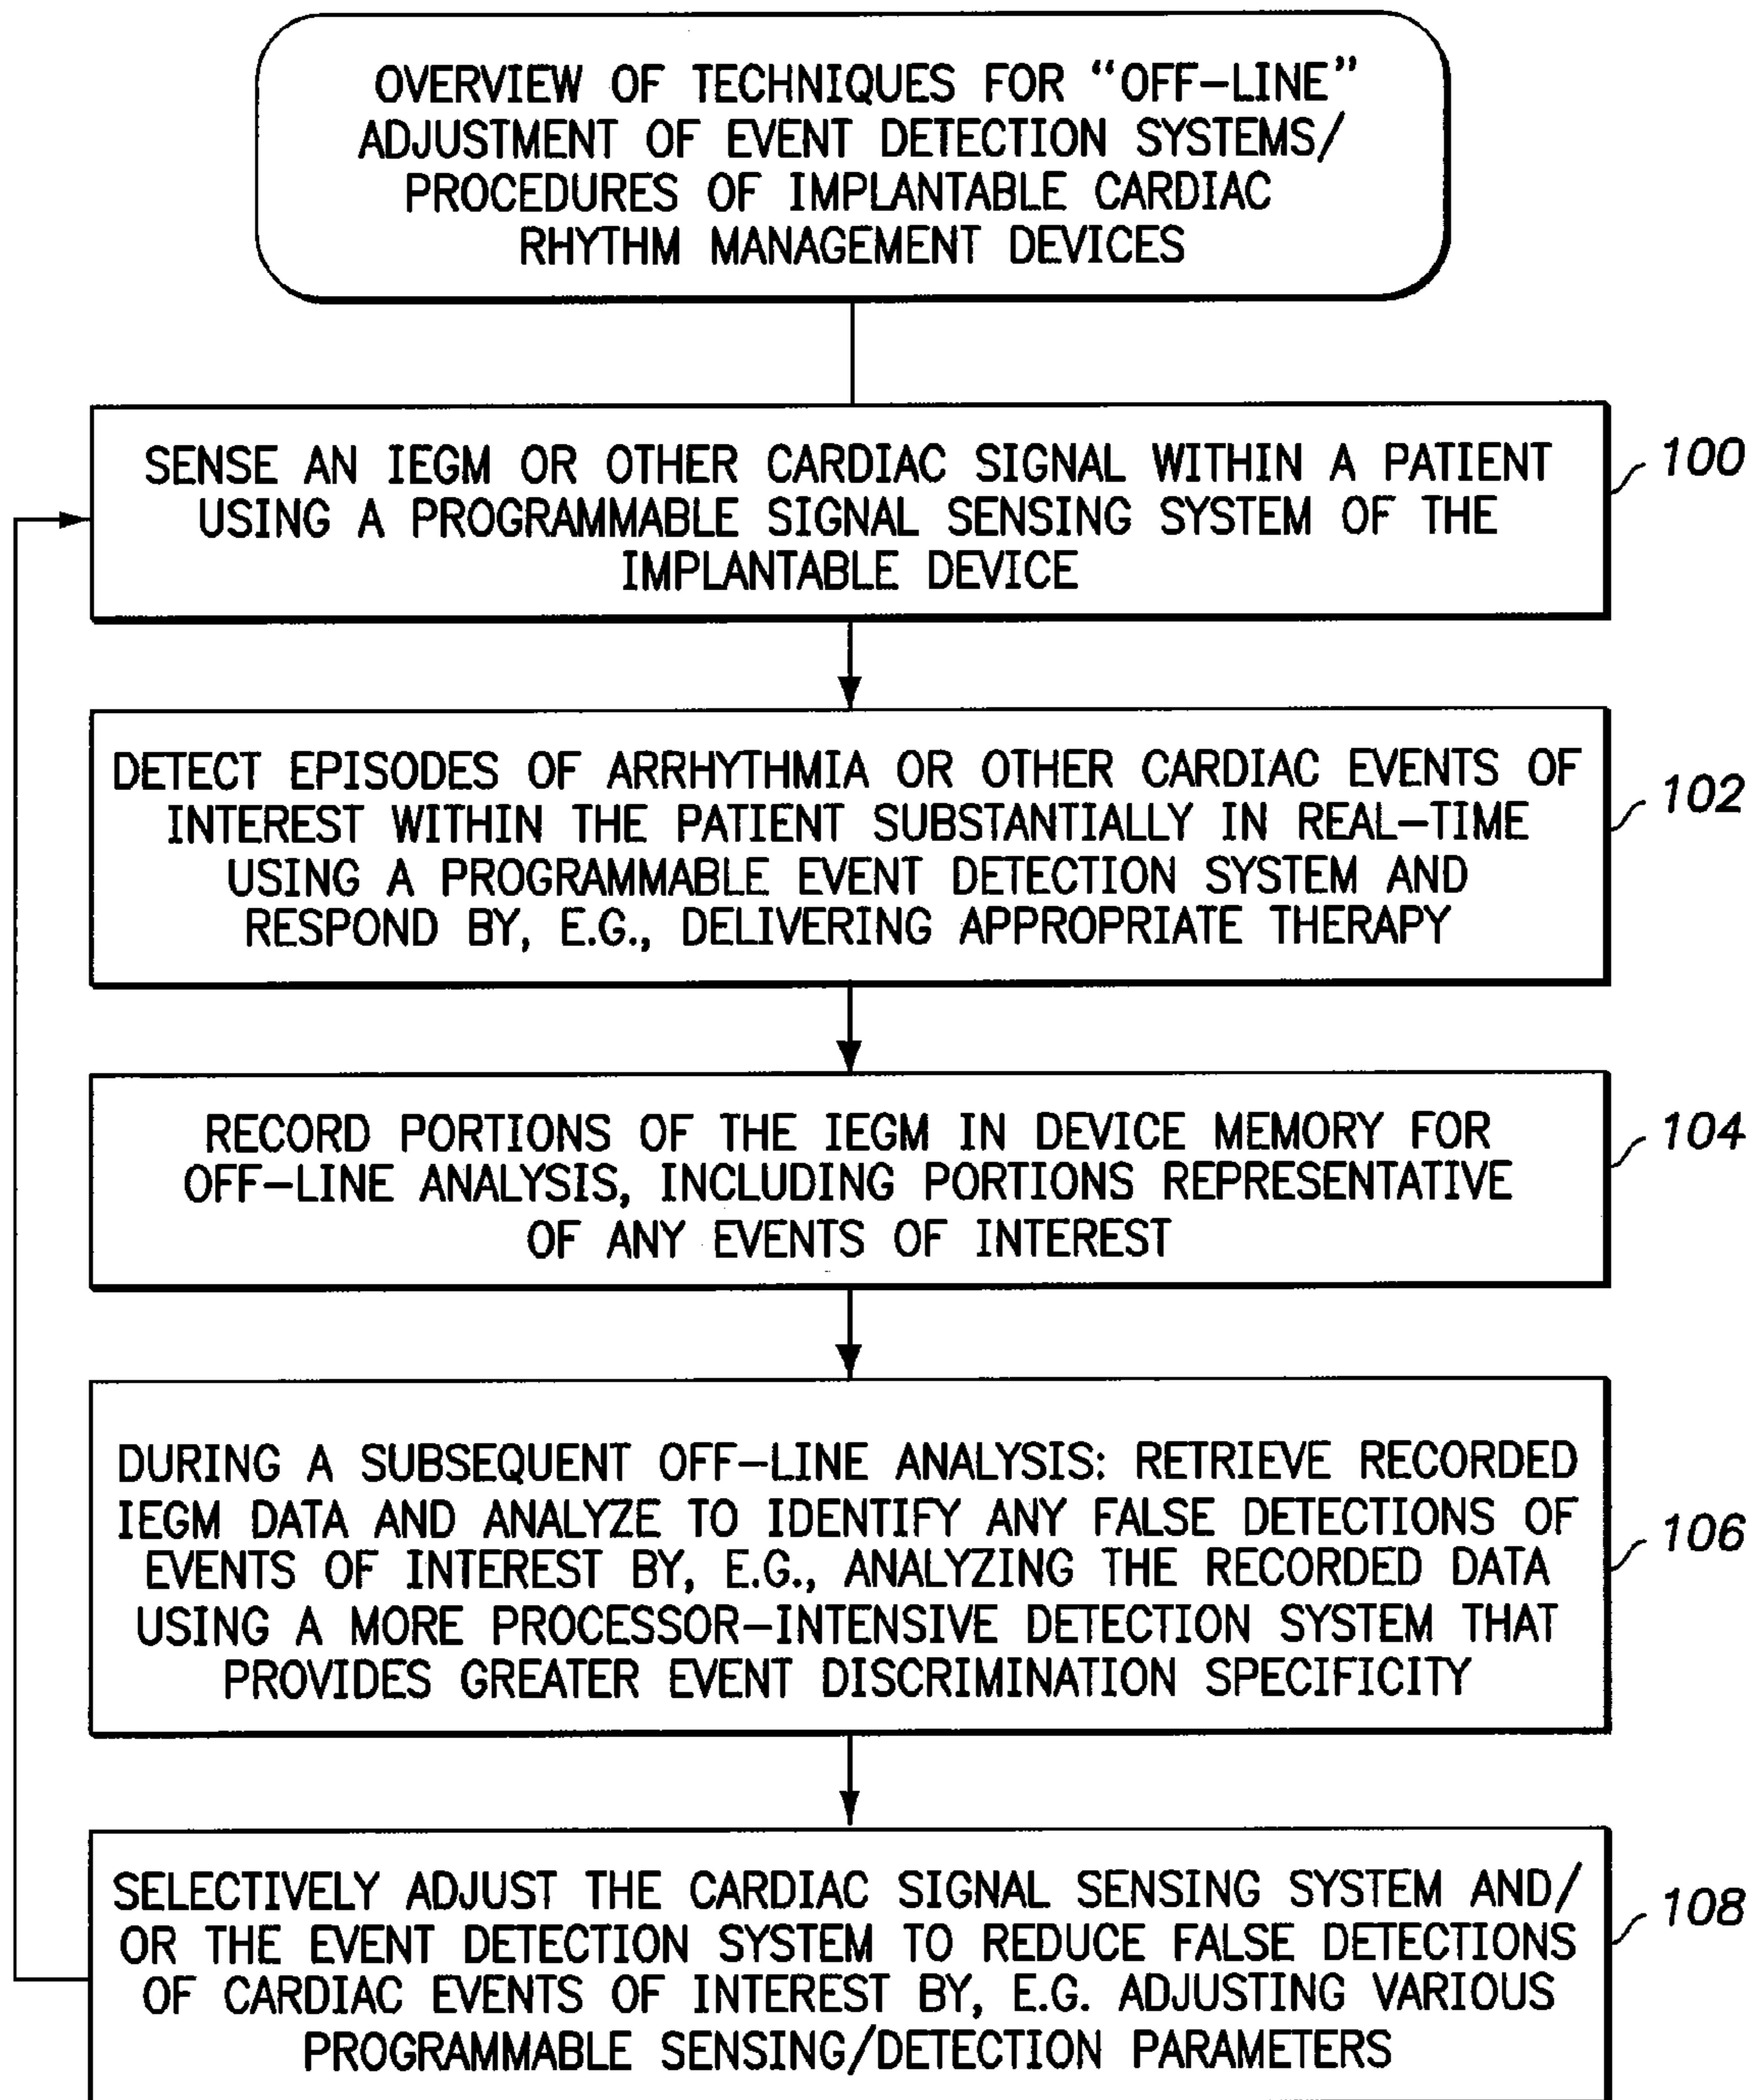 OVERVIEW OF TECHNIQUES FOR “OFF–LINE”
ADJUSTMENT OF EVENT DETECTION SYSTEMS/
PROCEDURES OF IMPLANTABLE CARDIAC
RHYTHM MANAGEMENT DEVICES
SENSE AN IEGM OR OTHER CARDIAC SIGNAL WITHIN A PATIENT
USING A PROGRAMMABLE SIGNAL SENSING SYSTEM OF THE
IMPLANTABLE DEVICE
100
DETECT EPISODES OF ARRHYTHMIA OR OTHER CARDIAC EVENTS OF
INTEREST WITHIN THE PATIENT SUBSTANTIALLY IN REAL–TIME
USING A PROGRAMMABLE EVENT DETECTION SYSTEM AND
RESPOND BY, E.G., DELIVERING APPROPRIATE THERAPY
102
RECORD PORTIONS OF THE IEGM IN DEVICE MEMORY FOR
OFF–LINE ANALYSIS, INCLUDING PORTIONS REPRESENTATIVE
OF ANY EVENTS OF INTEREST
104
DURING A SUBSEQUENT OFF–LINE ANALYSIS: RETRIEVE RECORDED
IEGM DATA AND ANALYZE TO IDENTIFY ANY FALSE DETECTIONS OF
EVENTS OF INTEREST BY, E.G., ANALYZING THE RECORDED DATA
USING A MORE PROCESSOR–INTENSIVE DETECTION SYSTEM THAT
PROVIDES GREATER EVENT DISCRIMINATION SPECIFICITY
106
SELECTIVELY ADJUST THE CARDIAC SIGNAL SENSING SYSTEM AND/
OR THE EVENT DETECTION SYSTEM TO REDUCE FALSE DETECTIONS
OF CARDIAC EVENTS OF INTEREST BY, E.G. ADJUSTING VARIOUS
PROGRAMMABLE SENSING/DETECTION PARAMETERS
108